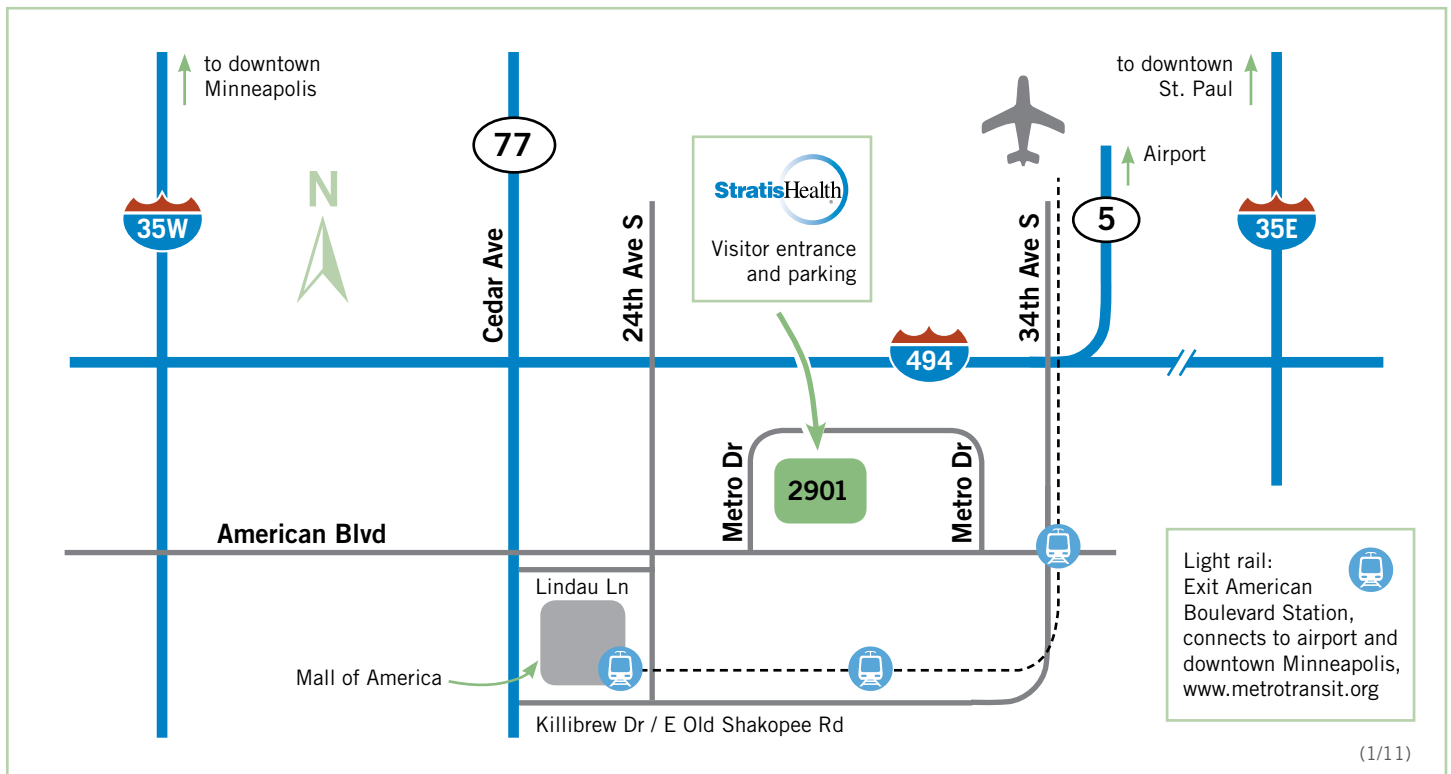 to downtown
Minneapolis
to downtown
St. Paul
77
Airport
StratisHealth®
Visitor entrance
and parking
N
35W
5
35E
Cedar Ave
24th Ave S
34th Ave S
494
Metro Dr
2901
Metro Dr
American Blvd
Lindau Ln
Mall of America
Killibrew Dr / E Old Shakopee Rd
Light rail:
Exit American
Boulevard Station,
connects to airport and
downtown Minneapolis,
www.metrotransit.org
(1/11)